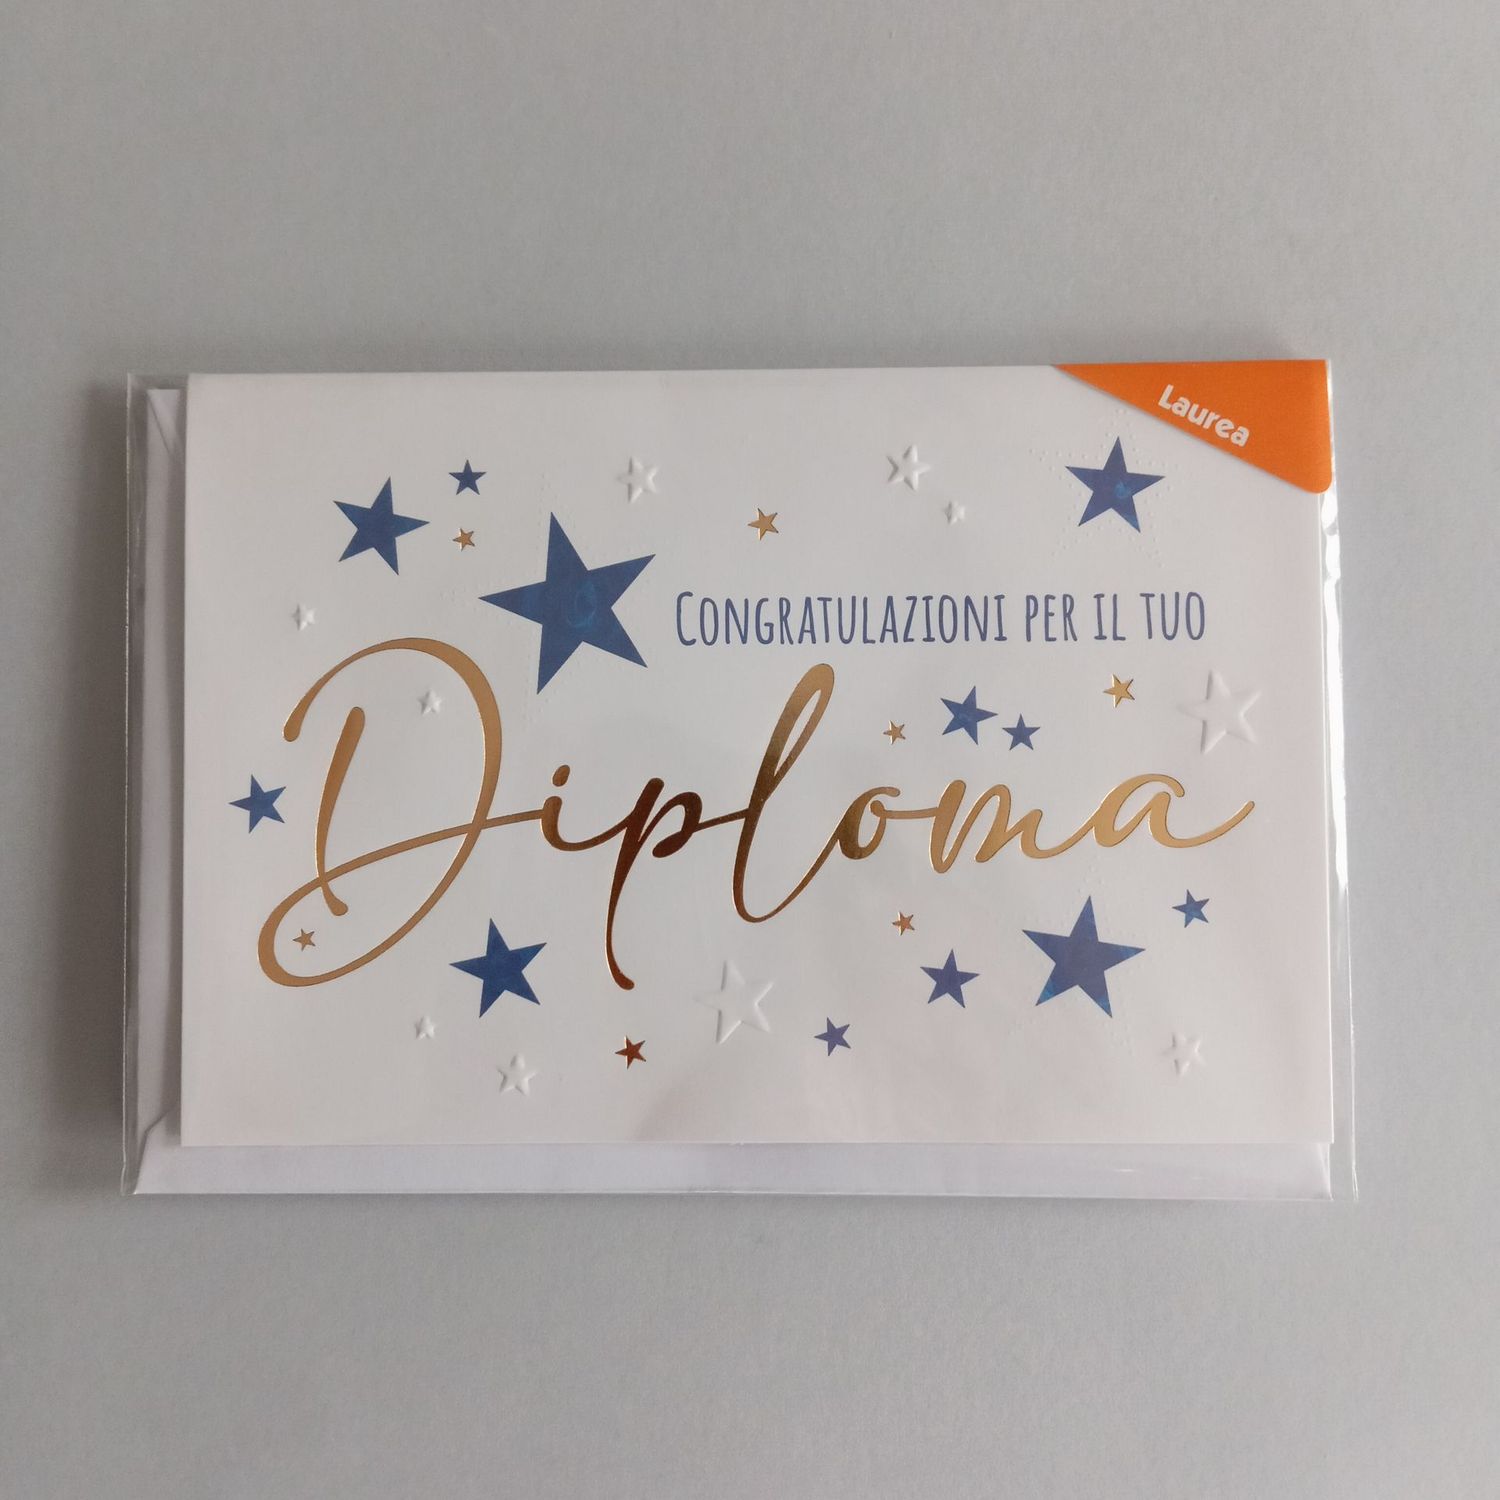 Laurea
CONGRATULAZIONI PER IL TUO
Diploma